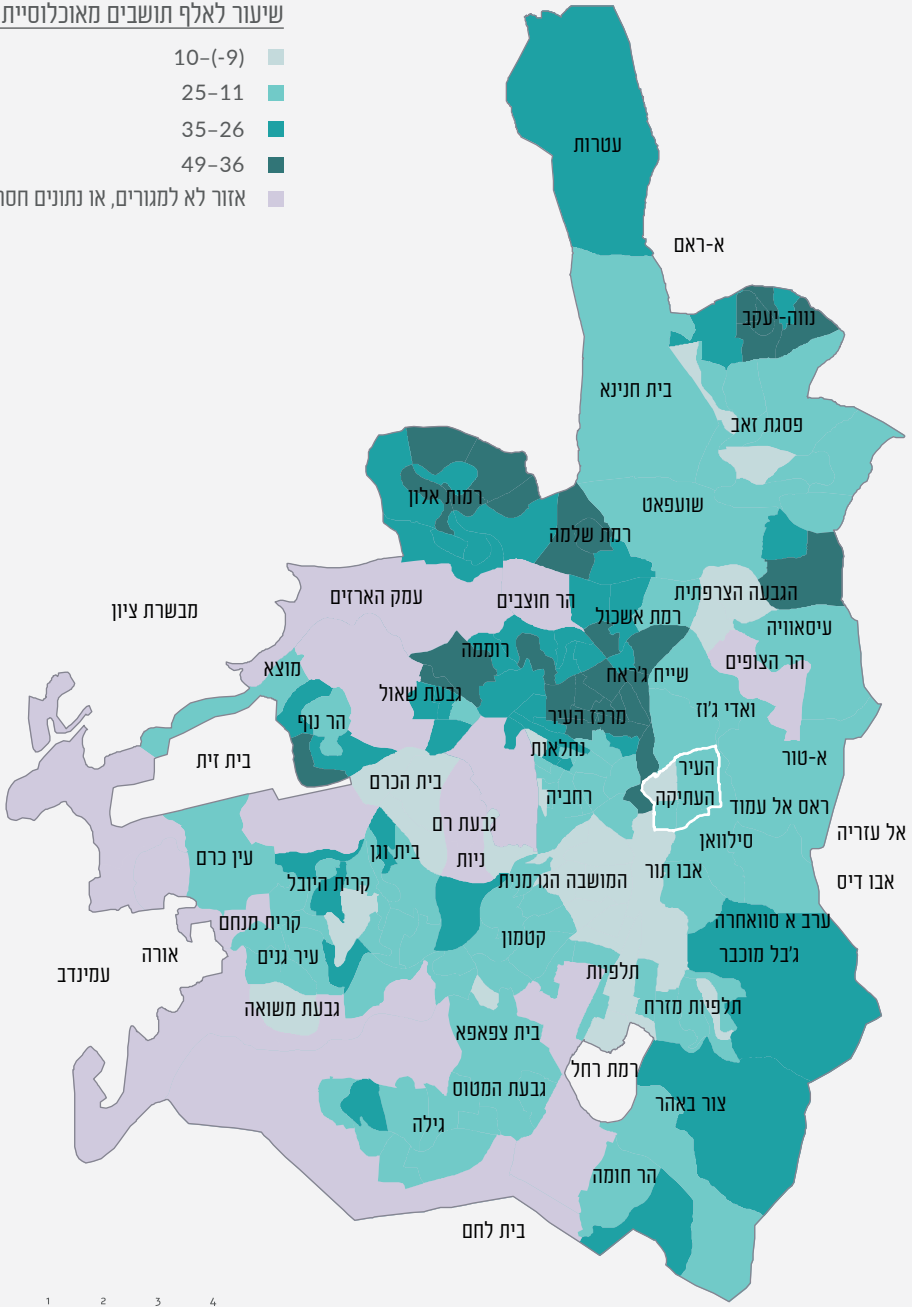 שיעור לאלף תושבים מאוכלוסיית
10–(9-)
25–11
35–26
49–36
אזור לא למגורים, או נתונים
עטרות
א-ראם
נווה-יעקב
בית חנינא
פסגת זאב
רמות אלון
שועפאט
רמת שלמה
הגבעה הצרפתית
עמק הארזים
הר חוצבים
מבשרת ציון
רמת אשכול
עיסאוויה
רוממה
הר הצופים
מוצא
שייח ג'ראח
גבעת שאול
ואדי ג'וז
מרכז העיר
הר נוף
נחלאות
א-טור
בית זית
העיר
העתיקה
בית הכרם
רחביה
ראס אל עמוד
גבעת רם
אל עזריה
סילוואן
בית וגן
ניות
עין כרם
אבו תור
המושבה הגרמנית
אבו דיס
קרית היובל
ערב א סוואחרה
קרית מנחם
קטמון
ג'בל מוכבר
אורה
עיר גנים
עמינדב
תלפיות
תלפיות מזרח
גבעת משואה
בית צפאפא
רמת רחל
גבעת המטוס
צור באהר
גילה
הר חומה
בית לחם
1 2 3 4